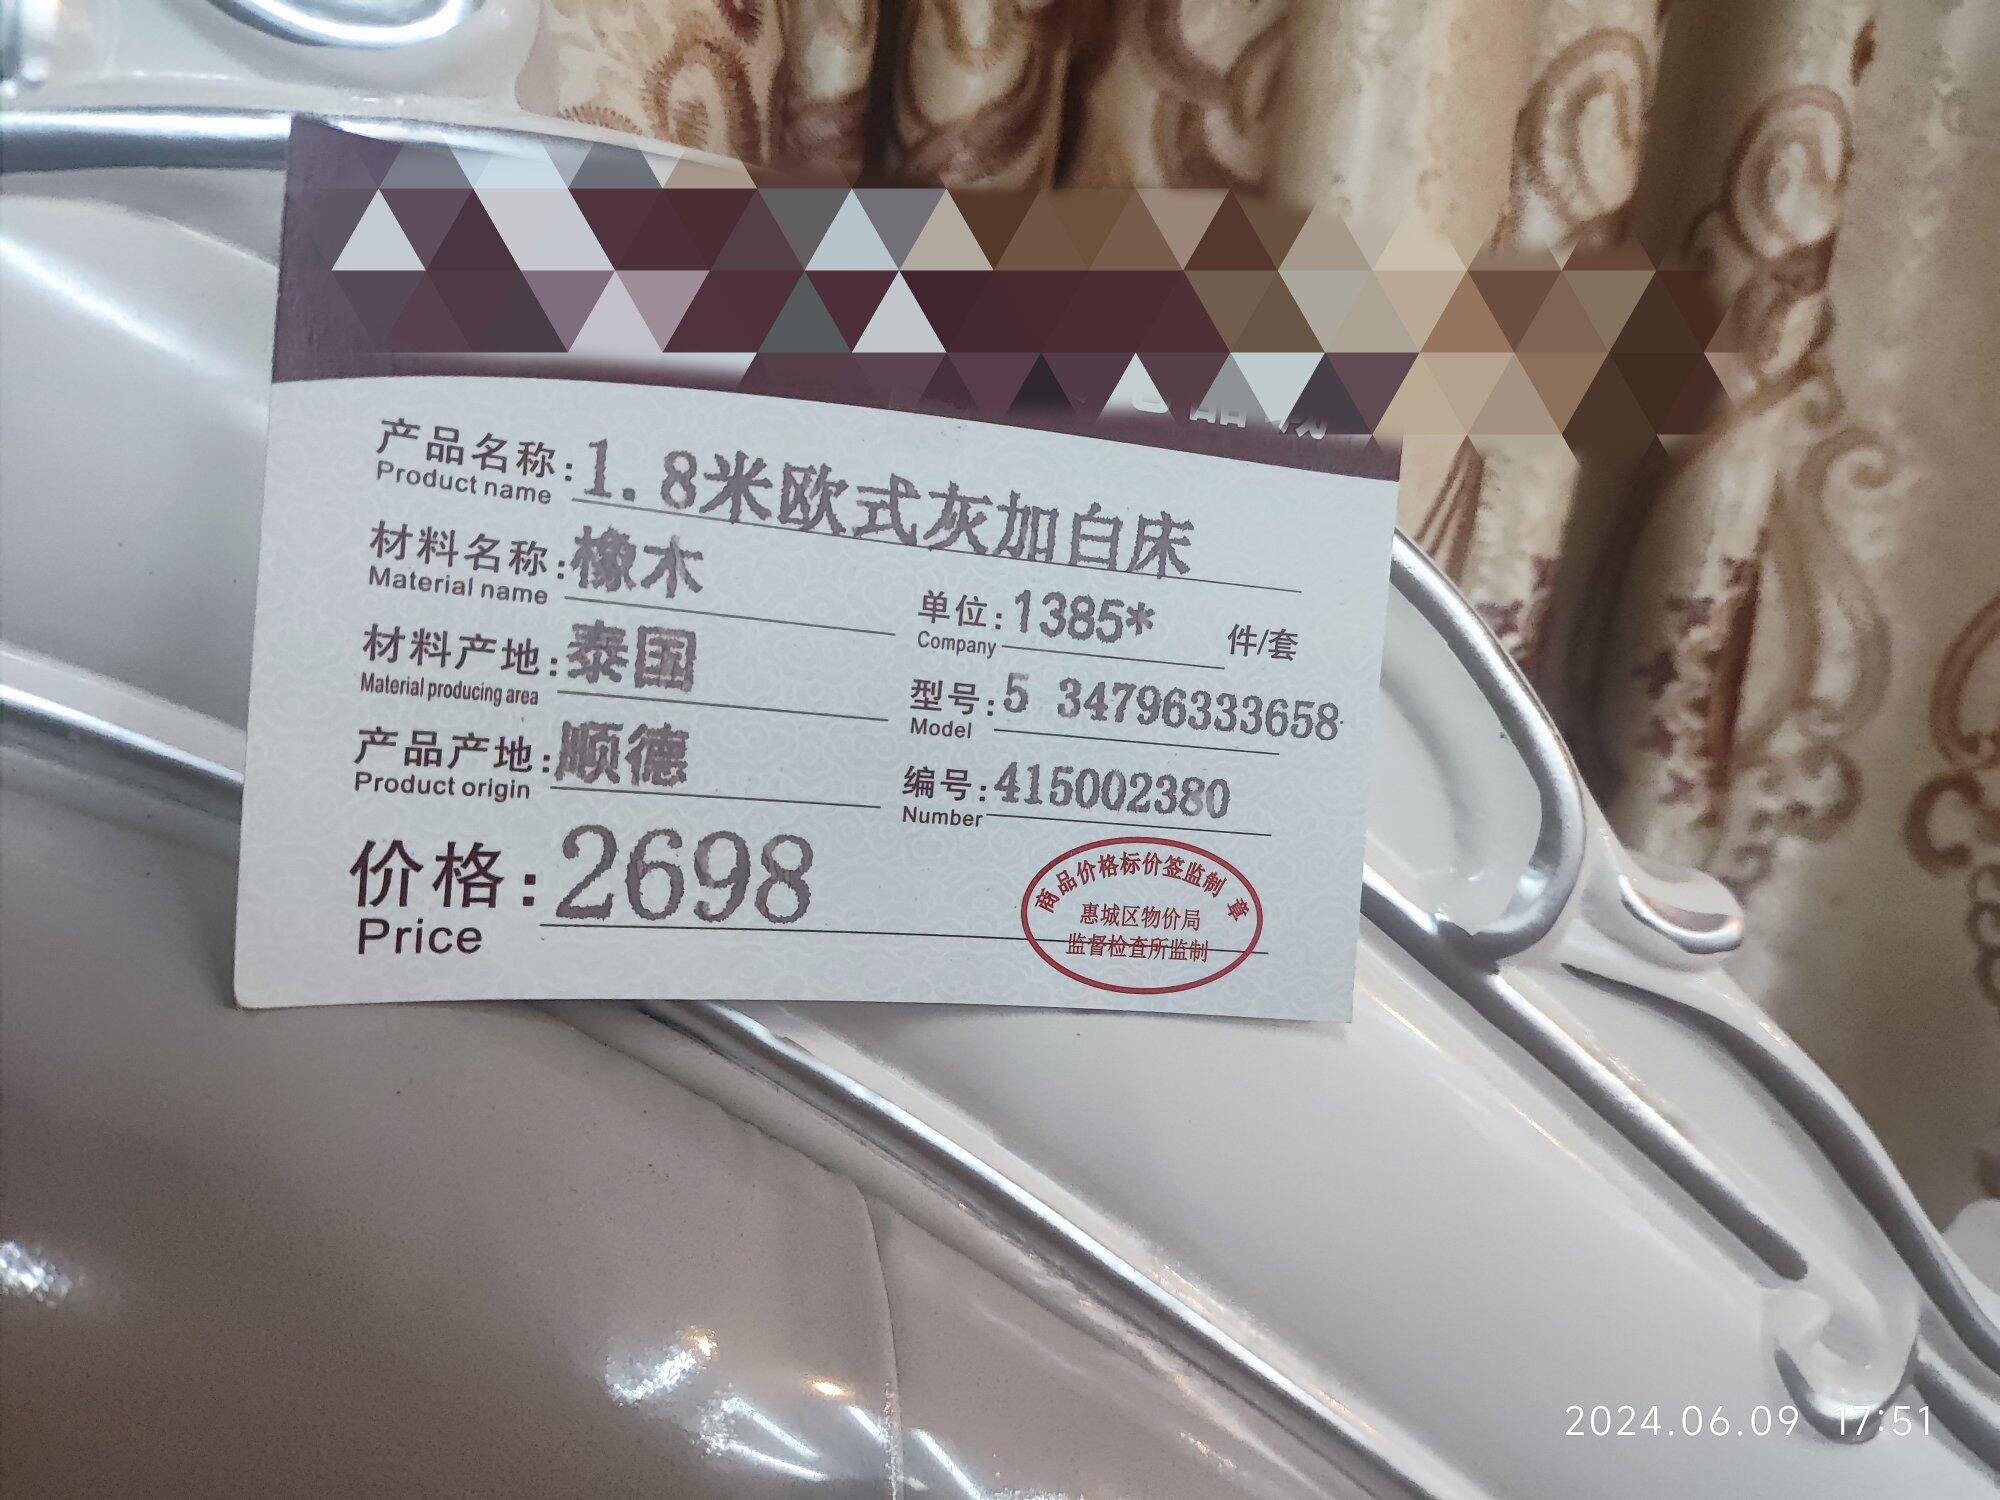 产品名称:1.8米欧式灰加白床
Product name
材料名称:橡木
Material name
单位:1385* 件/套
Company
材料产地:泰国
Material producing area
型号:5 34796333658
Model
产品产地:顺德
Product origin
编号:415002380
Number
价格:2698
Price
商品价格标价签监制章
惠城区物价局
监督检查所监制
2024.06.09 17:51